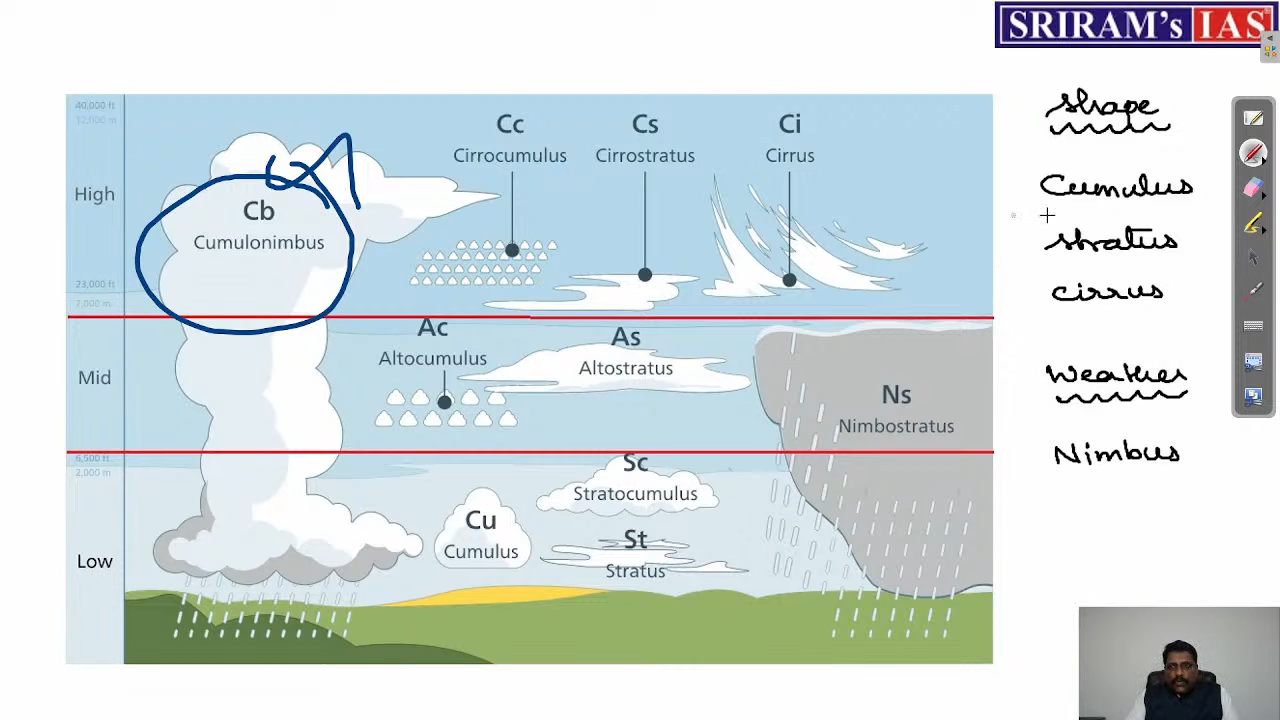 SRIRAM's IAS
40,000 ft
12,000 m
High
23,000 ft
7,000 m
Mid
6,500 ft
2,000 m
Low
Cb
Cumulonimbus
Cc
Cirrocumulus
Cs
Cirrostratus
Ci
Cirrus
Ac
Altocumulus
As
Altostratus
Ns
Nimbostratus
Sc
Stratocumulus
Cu
Cumulus
St
Stratus
Shape
Cumulus
Stratus
Cirrus
Weather
Nimbus